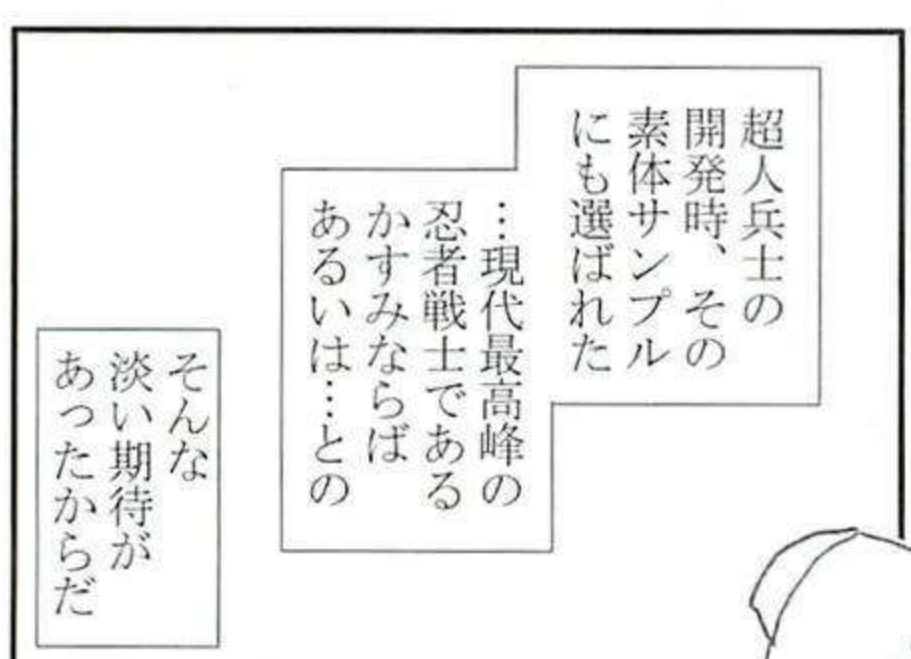 超人兵士の
開発時、その
素体サンプル
にも選ばれた
…現代最高峰の
忍者戦士である
かすみならば
あるいは…との
そんな
淡い期待が
あったからだ